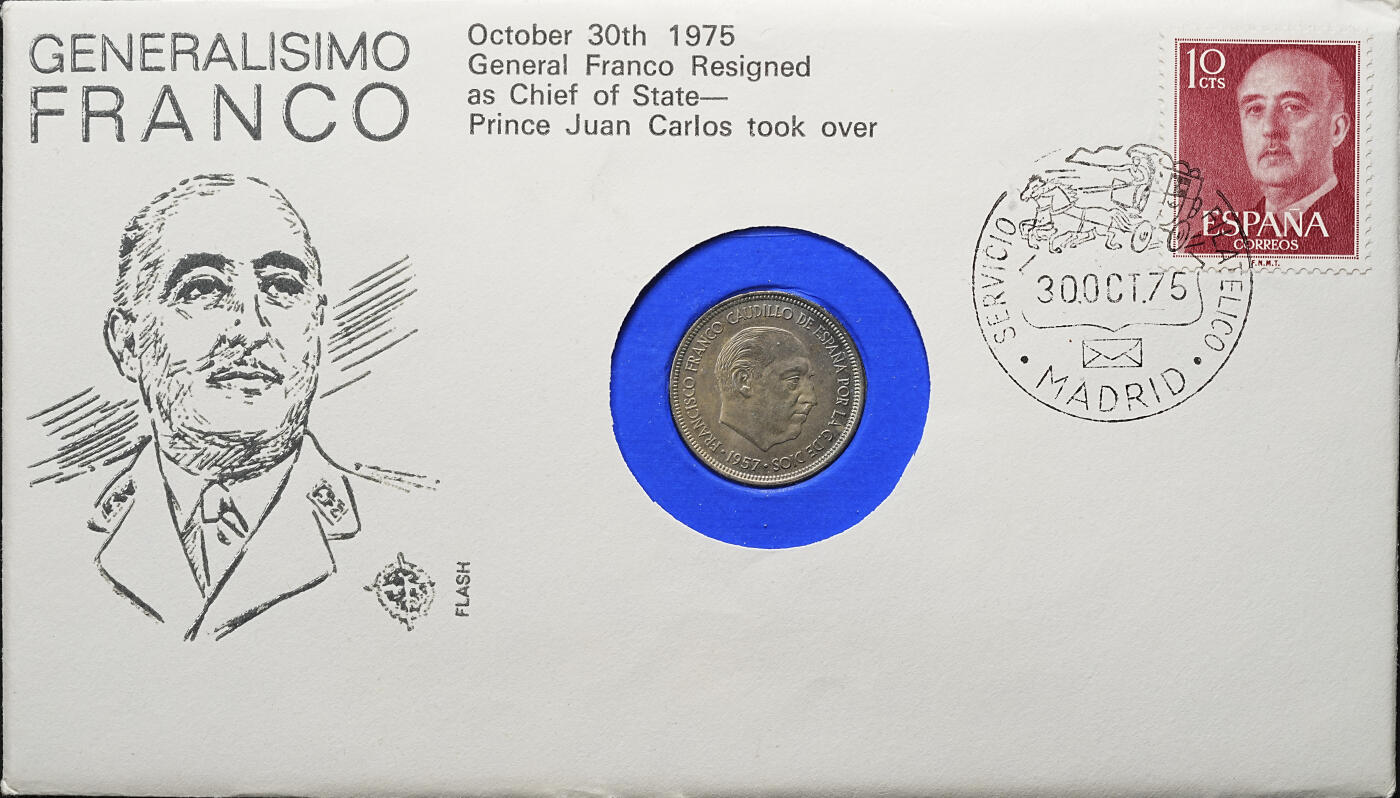 GENERALISIMO
FRANCO
October 30th 1975
General Franco Resigned
as Chief of State—
Prince Juan Carlos took over
10
CTS
ESPAÑA
CORREOS
F.N.M.T.
SERVICIO FILATELICO
30.OCT.75
• MADRID •
FRANCISCO FRANCO CAUDILLO DE ESPAÑA POR LA G. DE DIOS
• 1957 •
FLASH